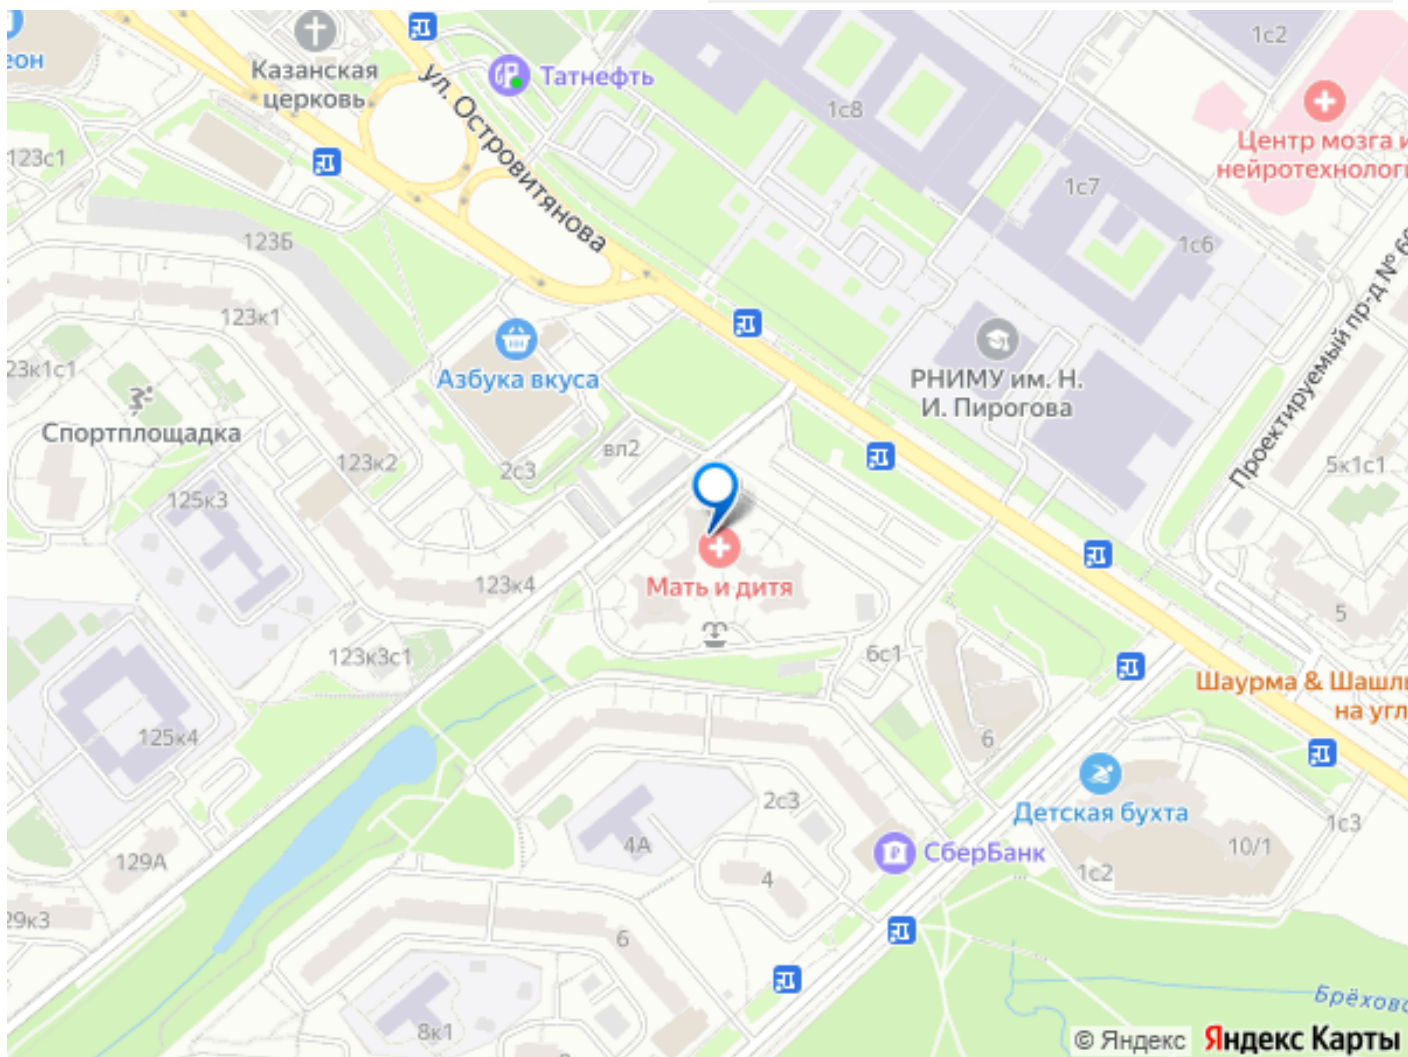 1с2
еон
Казанская
церковь
Татнефть
ул. Островитянова
1с8
Центр мозга и
нейротехнологи
123с1
1с7
123Б
1с6
123к1
Проектируемый пр-д № 6
23к1с1
Азбука вкуса
РНИМУ им. Н.
И. Пирогова
Спортплощадка
вл2
123к2
2с3
5к1с1
125к3
123к4
Мать и дитя
5
123к3с1
6с1
Шаурма & Шашлы
на угл
125к4
6
2с3
Детская бухта
1с3
4А
СберБанк
10/1
129А
4
1с2
29к3
6
Брёхово
8к1
© Яндекс
Яндекс Карты